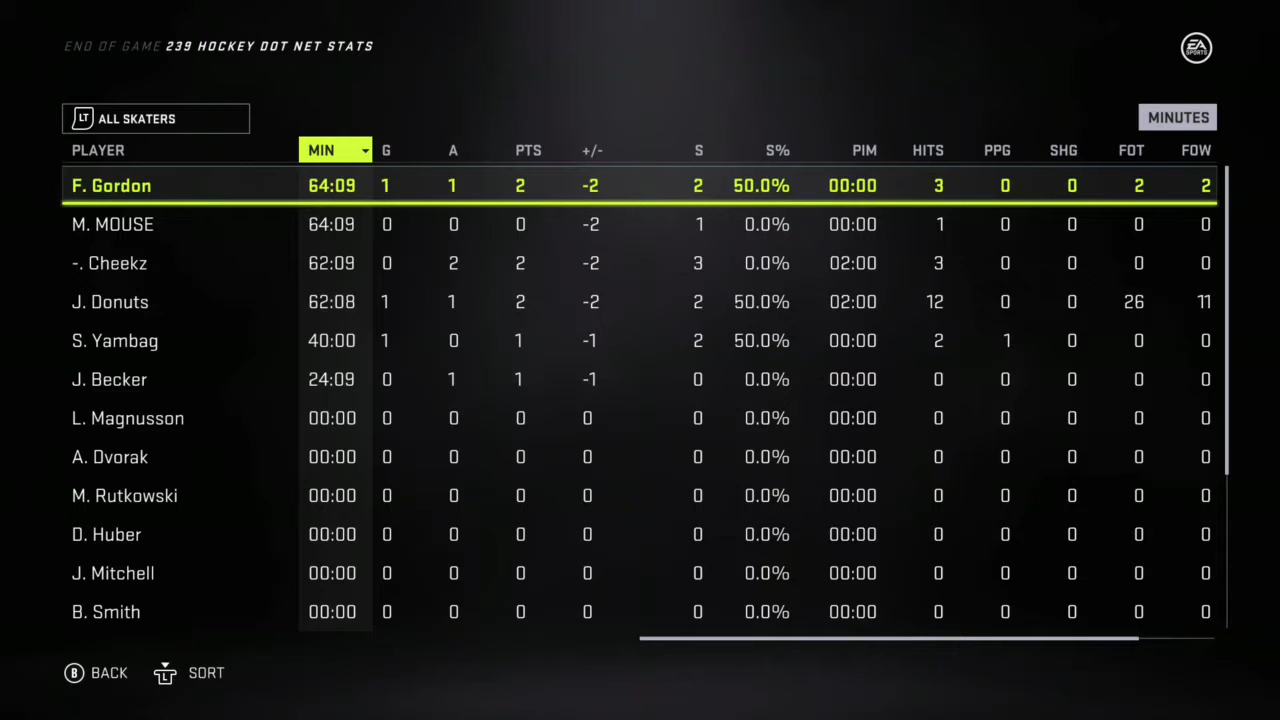 END OF GAME 239 HOCKEY DOT NET STATS
EA SPORTS
LT ALL SKATERS
MINUTES
PLAYER MIN G A PTS +/- S S% PIM HITS PPG SHG FOT FOW
F. Gordon 64:09 1 1 2 -2 2 50.0% 00:00 3 0 0 2 2
M. MOUSE 64:09 0 0 0 -2 1 0.0% 00:00 1 0 0 0 0
-. Cheekz 62:09 0 2 2 -2 3 0.0% 02:00 3 0 0 0 0
J. Donuts 62:08 1 1 2 -2 2 50.0% 02:00 12 0 0 26 11
S. Yambag 40:00 1 0 1 -1 2 50.0% 00:00 2 1 0 0 0
J. Becker 24:09 0 1 1 -1 0 0.0% 00:00 0 0 0 0 0
L. Magnusson 00:00 0 0 0 0 0 0.0% 00:00 0 0 0 0 0
A. Dvorak 00:00 0 0 0 0 0 0.0% 00:00 0 0 0 0 0
M. Rutkowski 00:00 0 0 0 0 0 0.0% 00:00 0 0 0 0 0
D. Huber 00:00 0 0 0 0 0 0.0% 00:00 0 0 0 0 0
J. Mitchell 00:00 0 0 0 0 0 0.0% 00:00 0 0 0 0 0
B. Smith 00:00 0 0 0 0 0 0.0% 00:00 0 0 0 0 0
B BACK L SORT